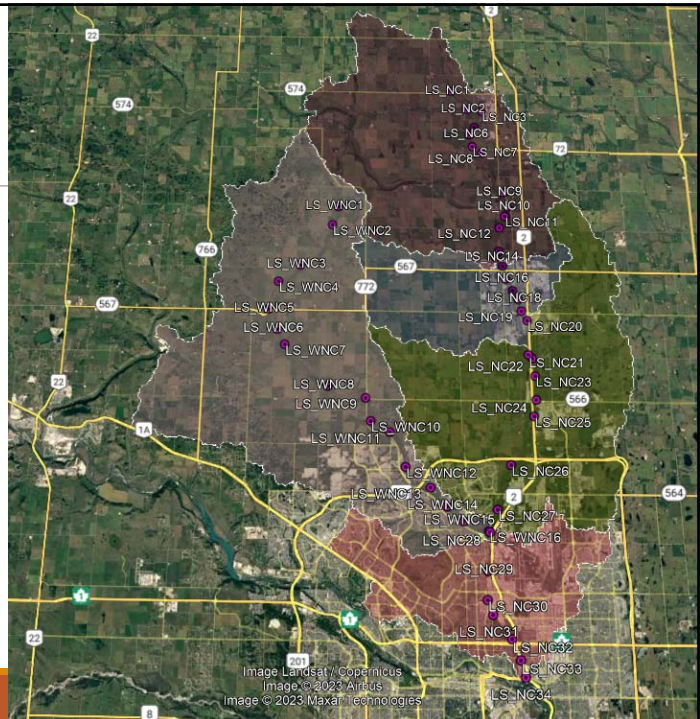 2
22
574
574
LS_NC1
LS_NC2
LS_NC3
LS_NC6
LS_NC7
LS_NC8
72
22
LS_NC9
LS_NC10
LS_NC11
LS_NC12
LS_WNC1
LS_WNC2
2
766
LS_NC14
567
LS_WNC3
LS_NC16
LS_WNC4
772
LS_NC18
567
LS_WNC5
LS_NC19
LS_NC20
LS_WNC6
LS_WNC7
LS_NC21
LS_NC22
22
LS_NC23
LS_WNC8
LS_WNC9
566
LS_NC24
LS_NC25
1A
LS_WNC10
LS_WNC11
LS_WNC12
LS_NC26
LS_WNC13
2
564
LS_WNC14
LS_NC27
LS_WNC15
LS_NC28
LS_WNC16
LS_NC29
1
LS_NC30
1
22
LS_NC31
LS_NC32
201
LS_NC33
Image Landsat / Copernicus
Image © 2023 Airbus
Image © 2023 Maxar Technologies
LS_NC34
8